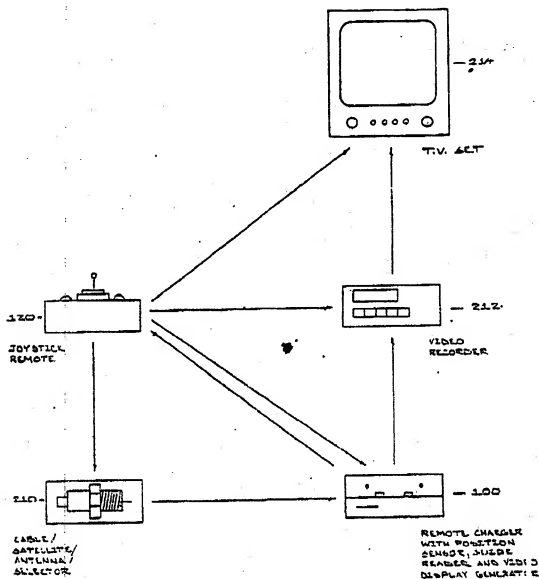 214
T.V. SET
120
JOYSTICK
REMOTE
212
VIDEO
RECORDER
210
CABLE/
SATELLITE/
ANTENNA/
SELECTOR
100
REMOTE CHARGER
WITH POSITION
SENSOR,
READER AND VIDEO
DISPLAY GENERATOR